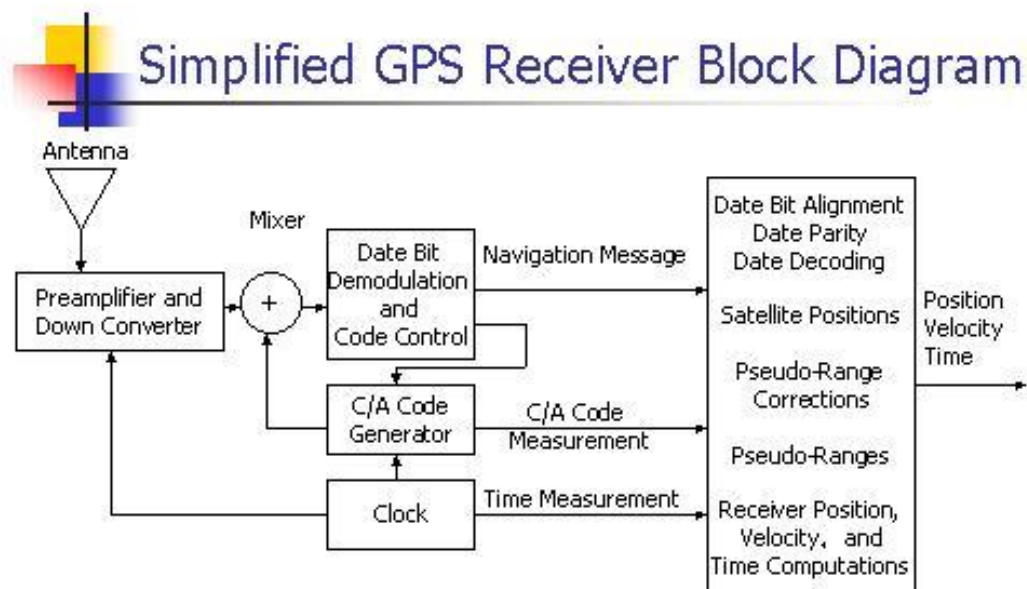 Simplified GPS Receiver Block Diagram
Antenna
Mixer
Preamplifier and
Down Converter
+
Date Bit
Demodulation
and
Code Control
Navigation Message
C/A Code
Generator
C/A Code
Measurement
Clock
Time Measurement
Date Bit Alignment
Date Parity
Date Decoding
Satellite Positions
Pseudo-Range
Corrections
Pseudo-Ranges
Receiver Position,
Velocity, and
Time Computations
Position
Velocity
Time